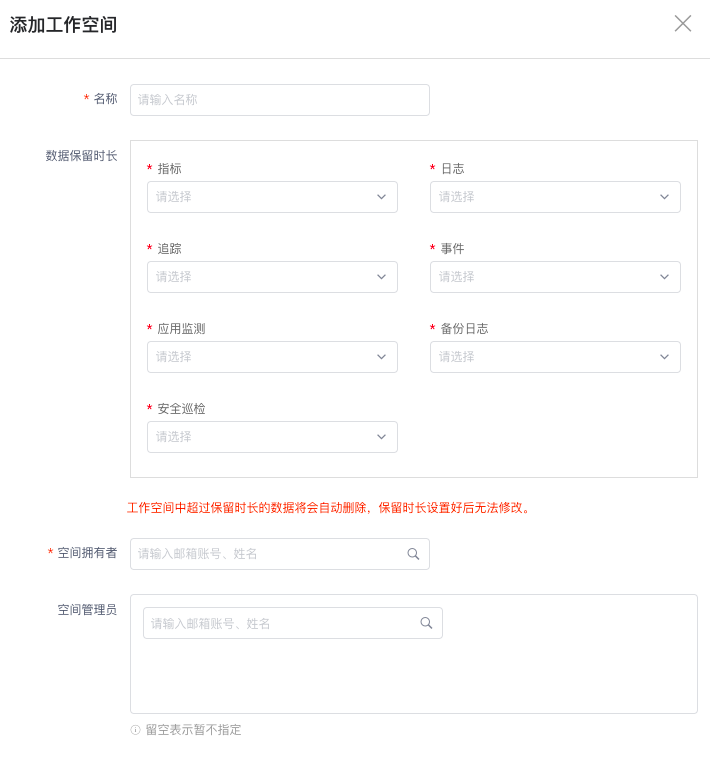 添加工作空间
* 名称
请输入名称
数据保留时长
* 指标
* 日志
请选择
请选择
* 追踪
* 事件
请选择
请选择
* 应用监测
* 备份日志
请选择
请选择
* 安全巡检
请选择
工作空间中超过保留时长的数据将会自动删除，保留时长设置好后无法修改。
* 空间拥有者
请输入邮箱账号、姓名
空间管理员
请输入邮箱账号、姓名
留空表示暂不指定